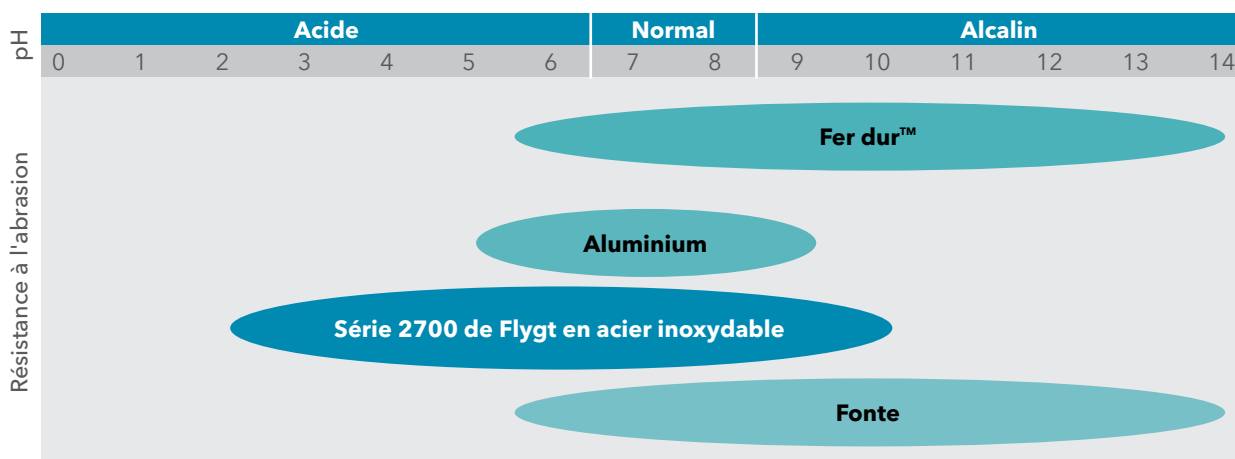 pH
Acide Normal Alcalin
0 1 2 3 4 5 6 7 8 9 10 11 12 13 14
Résistance à l'abrasion
Fer dur™
Aluminium
Série 2700 de Flygt en acier inoxydable
Fonte